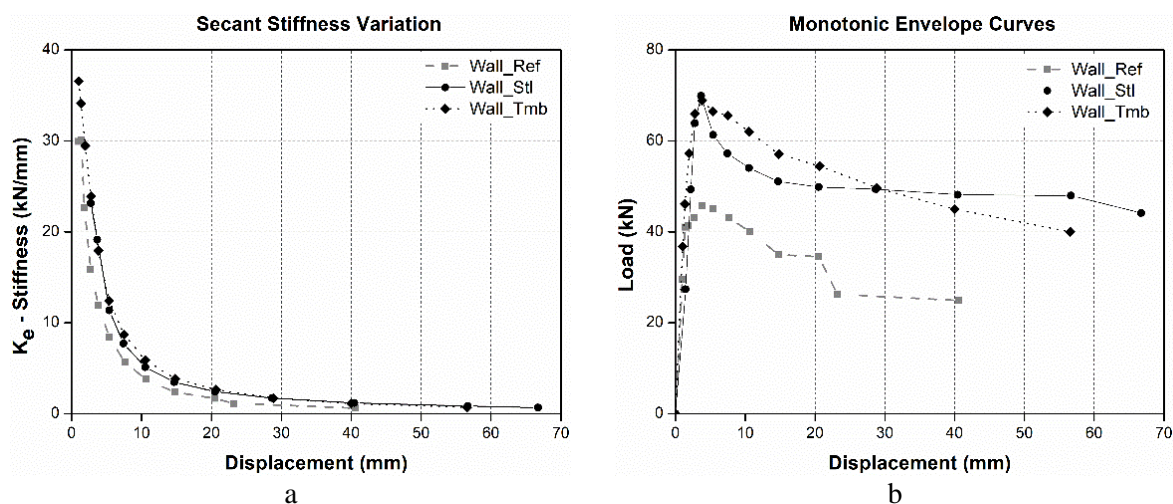 Secant Stiffness Variation
40
30
20
10
0
Ke - Stiffness (kN/mm)
Wall_Ref
Wall_Stl
Wall_Tmb
0 10 20 30 40 50 60 70
Displacement (mm)
a
Monotonic Envelope Curves
80
60
40
20
0
Load (kN)
Wall_Ref
Wall_Stl
Wall_Tmb
0 10 20 30 40 50 60 70
Displacement (mm)
b